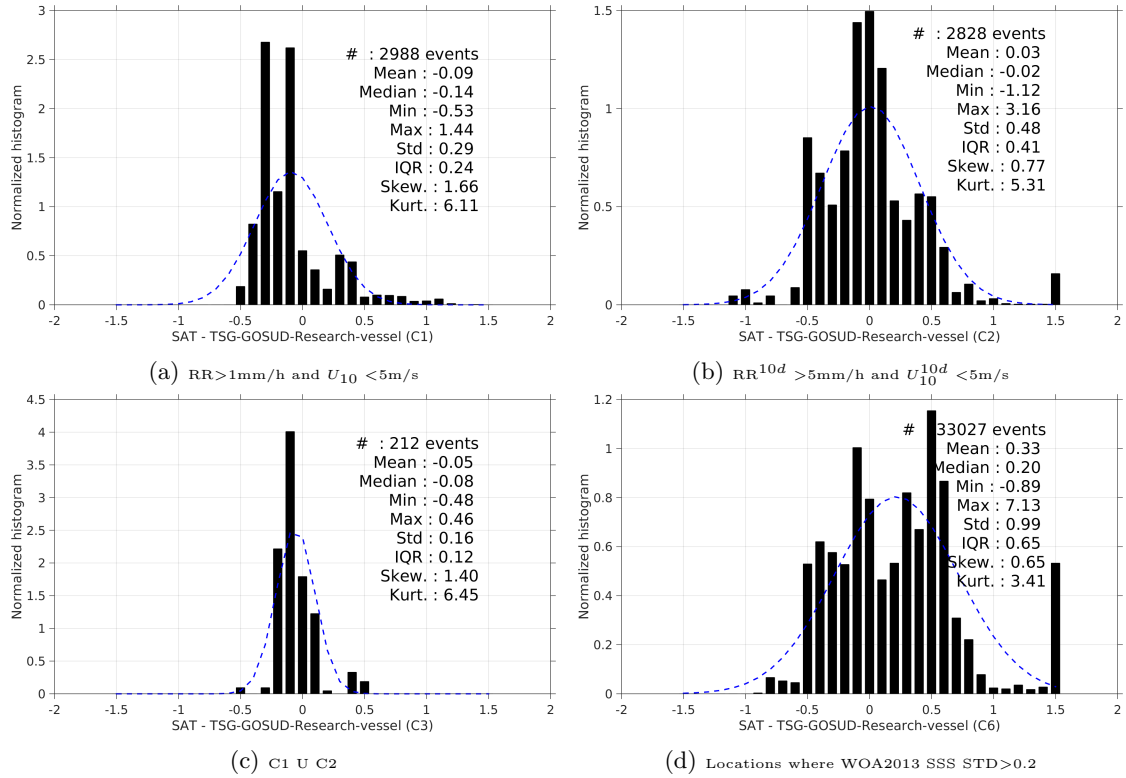 3
2.5
2
1.5
1
0.5
0
Normalized histogram
# : 2988 events
Mean : -0.09
Median : -0.14
Min : -0.53
Max : 1.44
Std : 0.29
IQR : 0.24
Skew. : 1.66
Kurt. : 6.11
-2 -1.5 -1 -0.5 0 0.5 1 1.5 2
SAT - TSG-GOSUD-Research-vessel (C1)
(a) RR>1mm/h and U10 <5m/s
1.5
1
0.5
0
Normalized histogram
# : 2828 events
Mean : 0.03
Median : -0.02
Min : -1.12
Max : 3.16
Std : 0.48
IQR : 0.41
Skew. : 0.77
Kurt. : 5.31
-2 -1.5 -1 -0.5 0 0.5 1 1.5 2
SAT - TSG-GOSUD-Research-vessel (C2)
(b) RR^10d >5mm/h and U10^10d <5m/s
4.5
4
3.5
3
2.5
2
1.5
1
0.5
0
Normalized histogram
# : 212 events
Mean : -0.05
Median : -0.08
Min : -0.48
Max : 0.46
Std : 0.16
IQR : 0.12
Skew. : 1.40
Kurt. : 6.45
-2 -1.5 -1 -0.5 0 0.5 1 1.5 2
SAT - TSG-GOSUD-Research-vessel (C3)
(c) C1 U C2
1.2
1
0.8
0.6
0.4
0.2
0
Normalized histogram
# 33027 events
Mean : 0.33
Median : 0.20
Min : -0.89
Max : 7.13
Std : 0.99
IQR : 0.65
Skew. : 0.65
Kurt. : 3.41
-2 -1.5 -1 -0.5 0 0.5 1 1.5 2
SAT - TSG-GOSUD-Research-vessel (C6)
(d) Locations where WOA2013 SSS STD>0.2